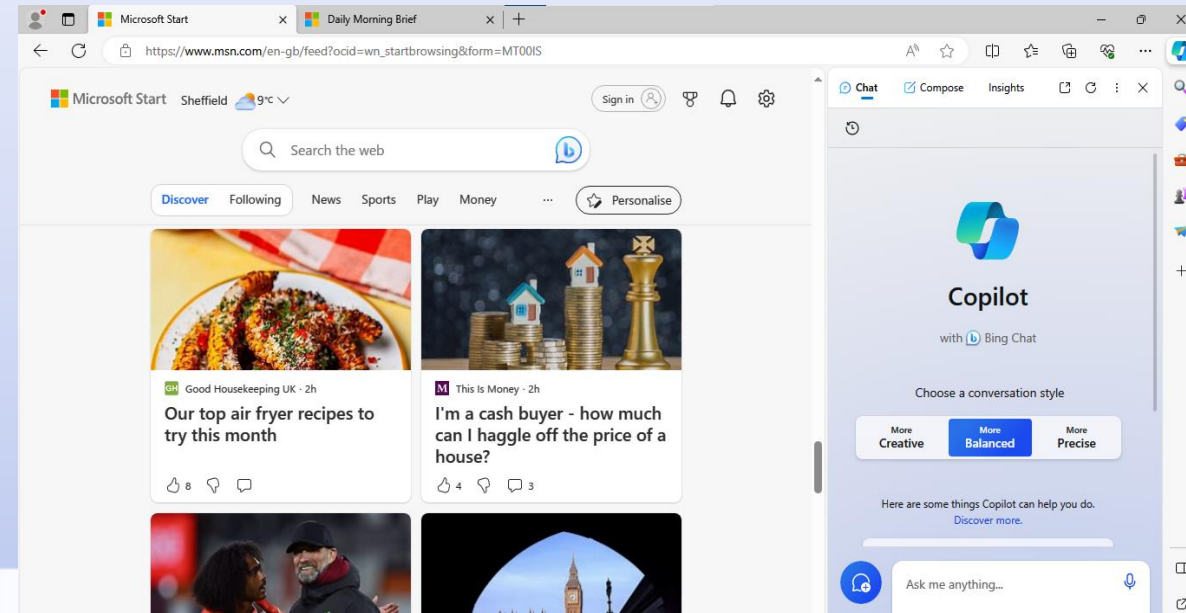 Microsoft Start
Daily Morning Brief
https://www.msn.com/en-gb/feed?ocid=wn_startbrowsing&form=MT00IS
Microsoft Start Sheffield 9°C
Sign in
Search the web
Discover Following News Sports Play Money ... Personalise
GH Good Housekeeping UK · 2h
Our top air fryer recipes to
try this month
8
M This Is Money · 2h
I'm a cash buyer - how much
can I haggle off the price of a
house?
4 3
Chat Compose Insights
Copilot
with b Bing Chat
Choose a conversation style
More
Creative
More
Balanced
More
Precise
Here are some things Copilot can help you do.
Discover more.
Ask me anything...